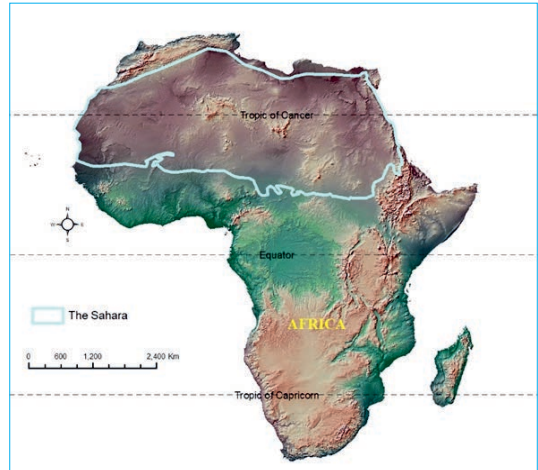 Tropic of Cancer
N
W E
S
Equator
The Sahara
AFRICA
0 600 1,200 2,400 Km
Tropic of Capricorn